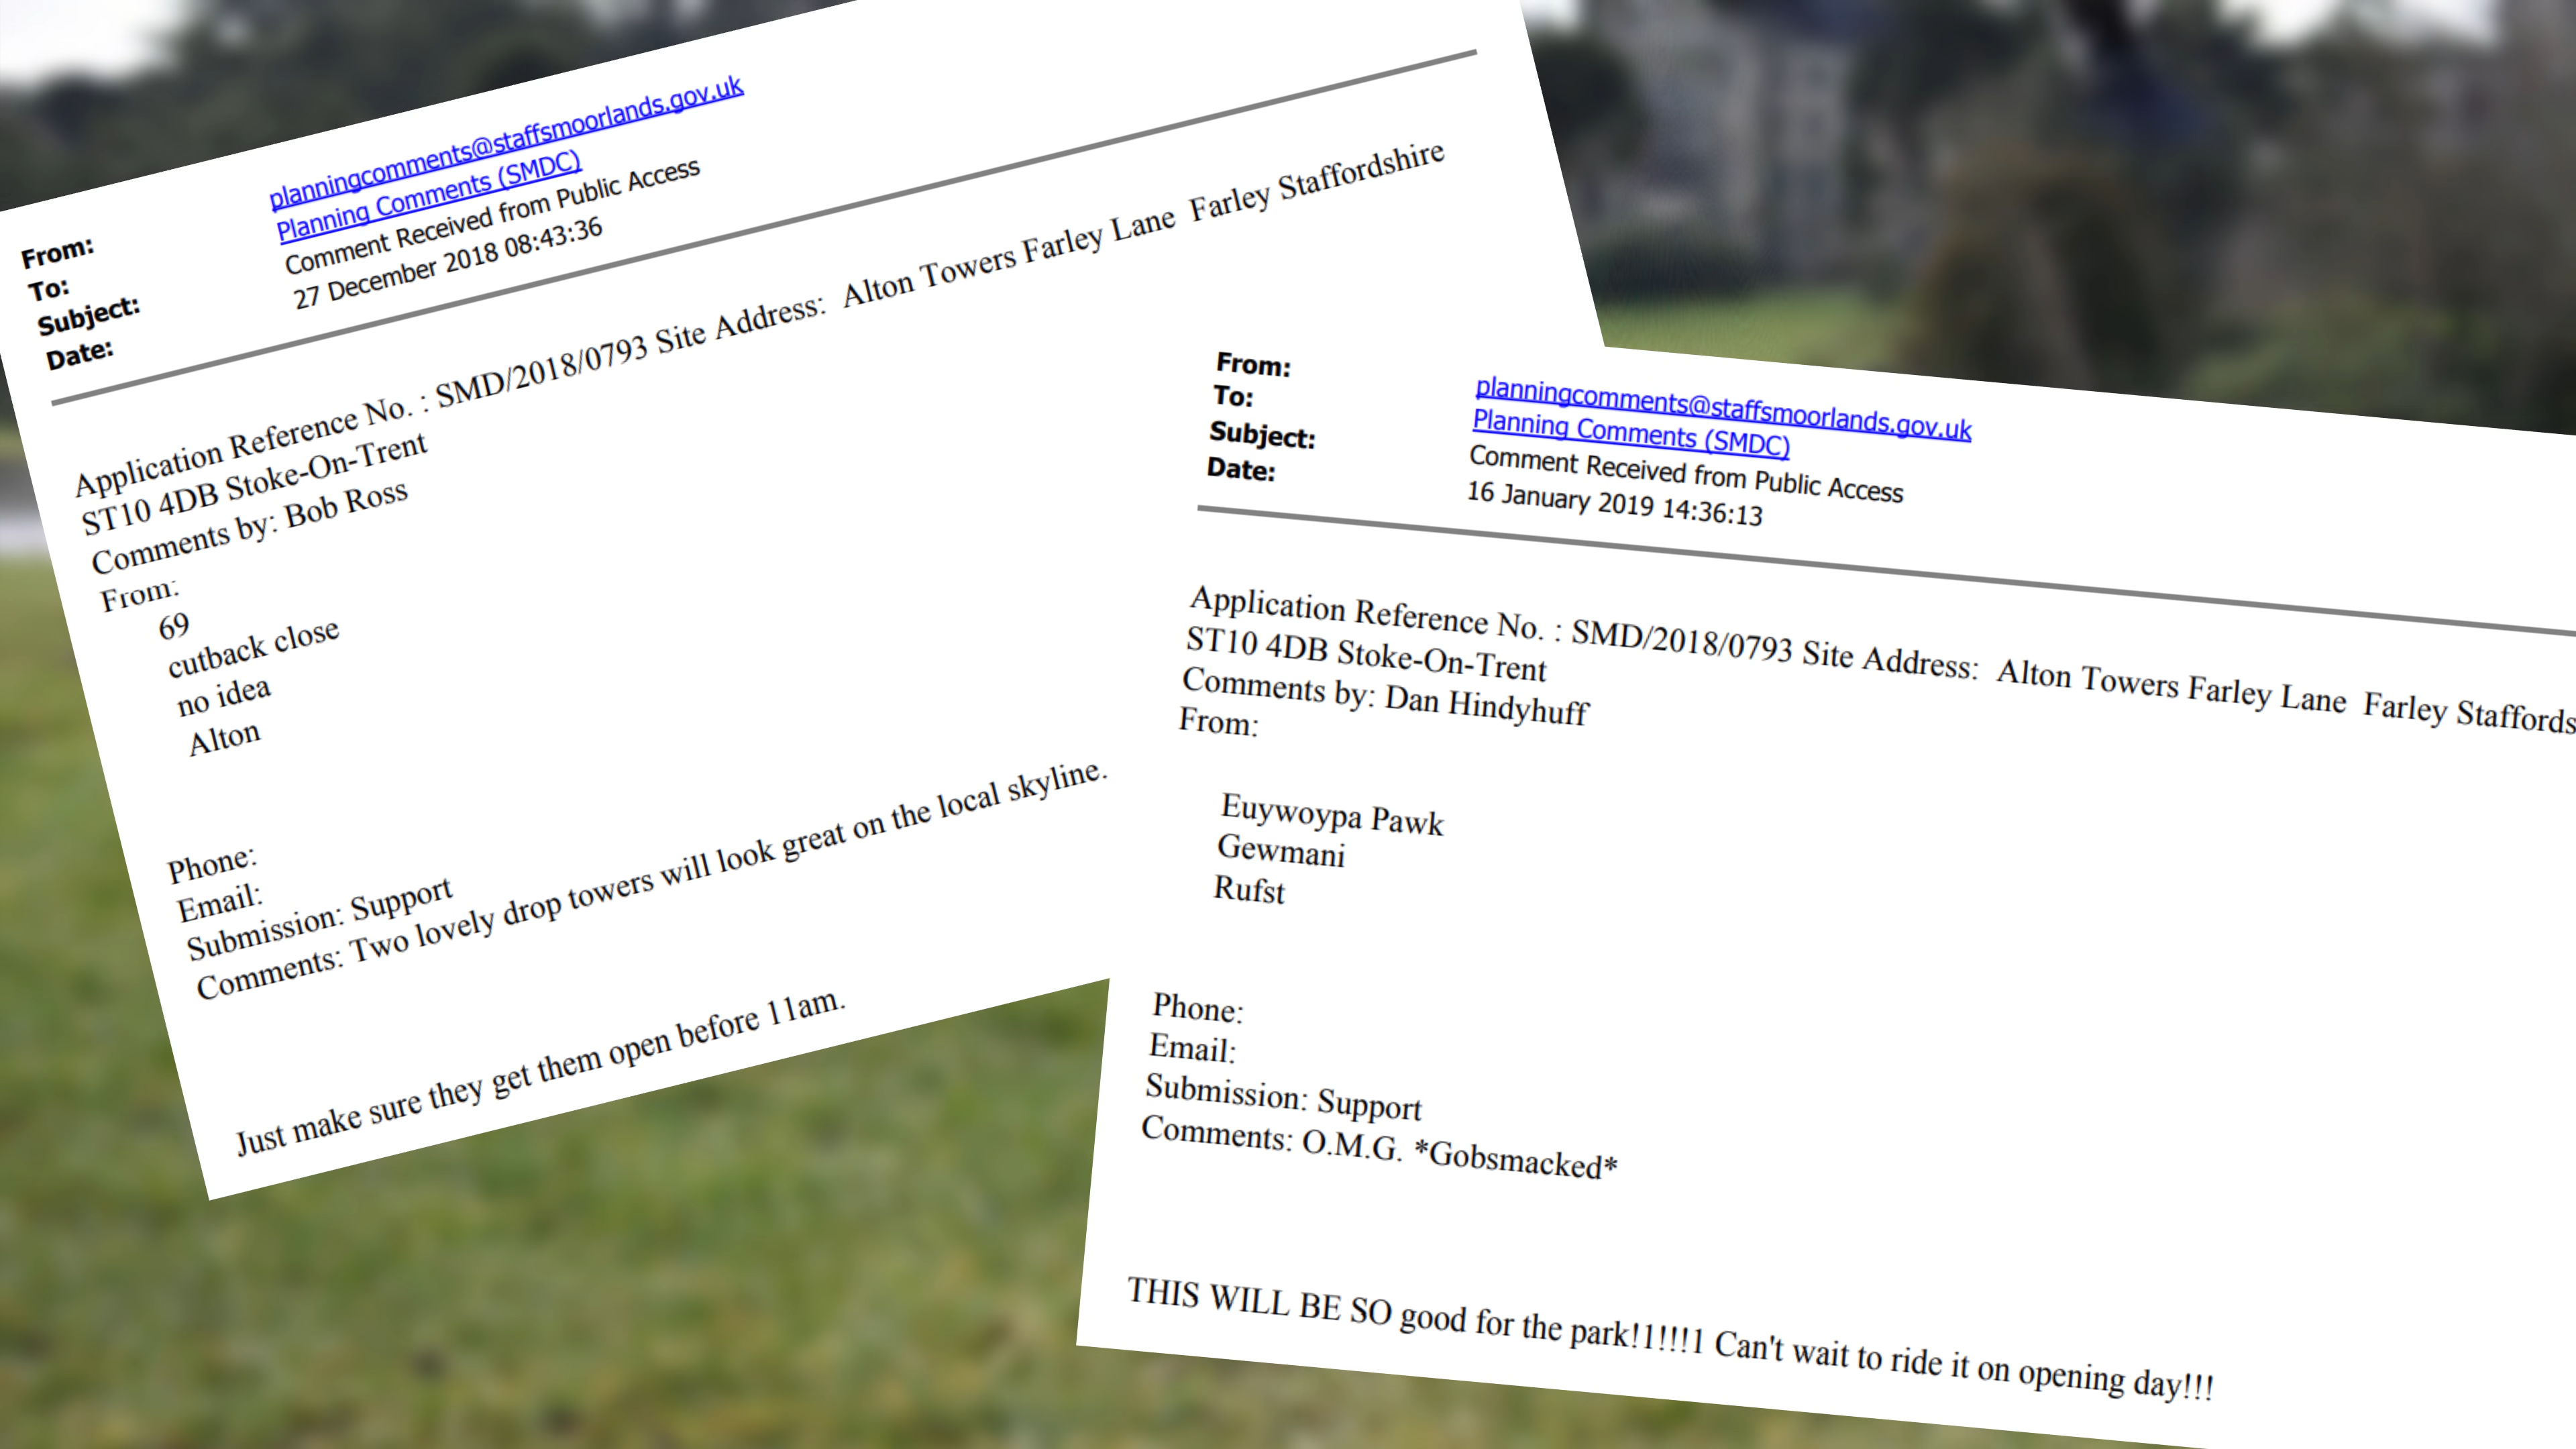 From: planningcomments@staffsmoorlands.gov.uk
To: Planning Comments (SMDC)
Subject: Comment Received from Public Access
Date: 27 December 2018 08:43:36
Application Reference No. : SMD/2018/0793 Site Address: Alton Towers Farley Lane Farley Staffordshire
ST10 4DB Stoke-On-Trent
Comments by: Bob Ross
From:
69
cutback close
no idea
Alton
Phone:
Email:
Submission: Support
Comments: Two lovely drop towers will look great on the local skyline.
Just make sure they get them open before 11am.
From: planningcomments@staffsmoorlands.gov.uk
To: Planning Comments (SMDC)
Subject: Comment Received from Public Access
Date: 16 January 2019 14:36:13
Application Reference No. : SMD/2018/0793 Site Address: Alton Towers Farley Lane Farley Staffords
ST10 4DB Stoke-On-Trent
Comments by: Dan Hindyhuff
From:
Euywoypa Pawk
Gewmani
Rufst
Phone:
Email:
Submission: Support
Comments: O.M.G. *Gobsmacked*
THIS WILL BE SO good for the park!1!!!1 Can't wait to ride it on opening day!!!